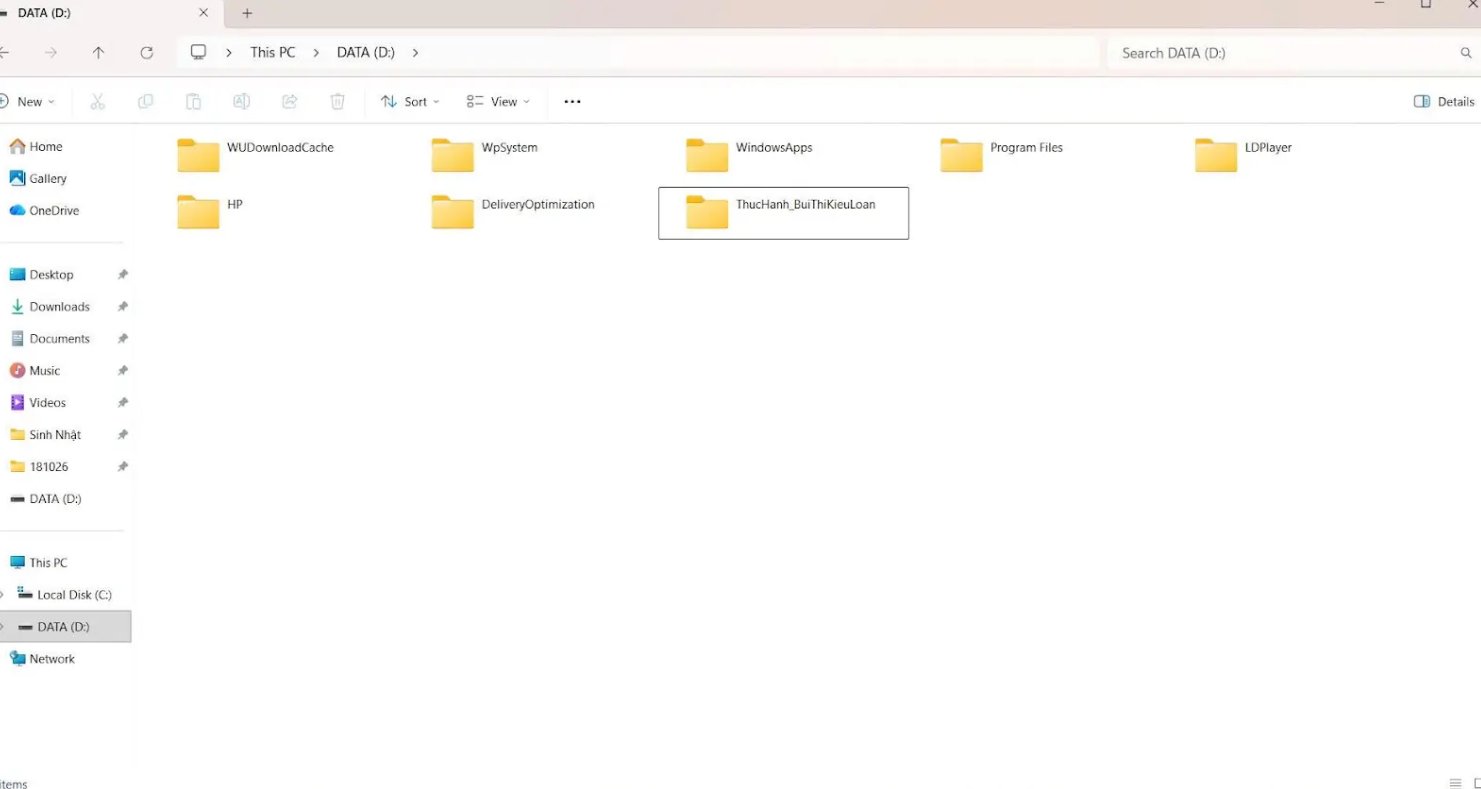 DATA (D:)
This PC > DATA (D:) >
Search DATA (D:)
New
Sort
View
Details
Home
Gallery
OneDrive
Desktop
Downloads
Documents
Music
Videos
Sinh Nhật
181026
DATA (D:)
This PC
Local Disk (C:)
DATA (D:)
Network
WUDownloadCache
WpSystem
WindowsApps
Program Files
LDPlayer
HP
DeliveryOptimization
ThucHanh_BuiThiKieuLoan
items